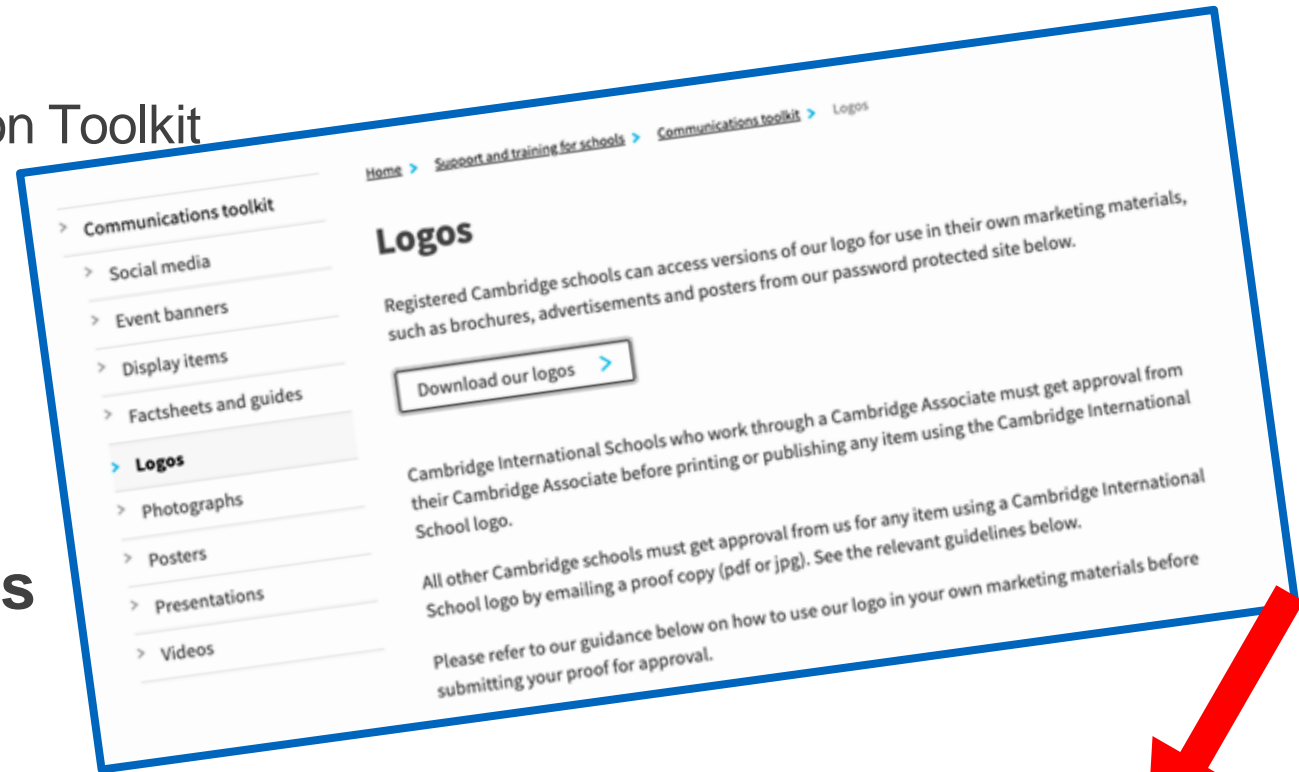 on Toolkit
s
Home > Support and training for schools > Communications toolkit > Logos
> Communications toolkit
> Social media
> Event banners
> Display items
> Factsheets and guides
> Logos
> Photographs
> Posters
> Presentations
> Videos
Logos
Registered Cambridge schools can access versions of our logo for use in their own marketing materials,
such as brochures, advertisements and posters from our password protected site below.
Download our logos >
Cambridge International Schools who work through a Cambridge Associate must get approval from
their Cambridge Associate before printing or publishing any item using the Cambridge International
School logo.
All other Cambridge schools must get approval from us for any item using a Cambridge International
School logo by emailing a proof copy (pdf or jpg). See the relevant guidelines below.
Please refer to our guidance below on how to use our logo in your own marketing materials before
submitting your proof for approval.